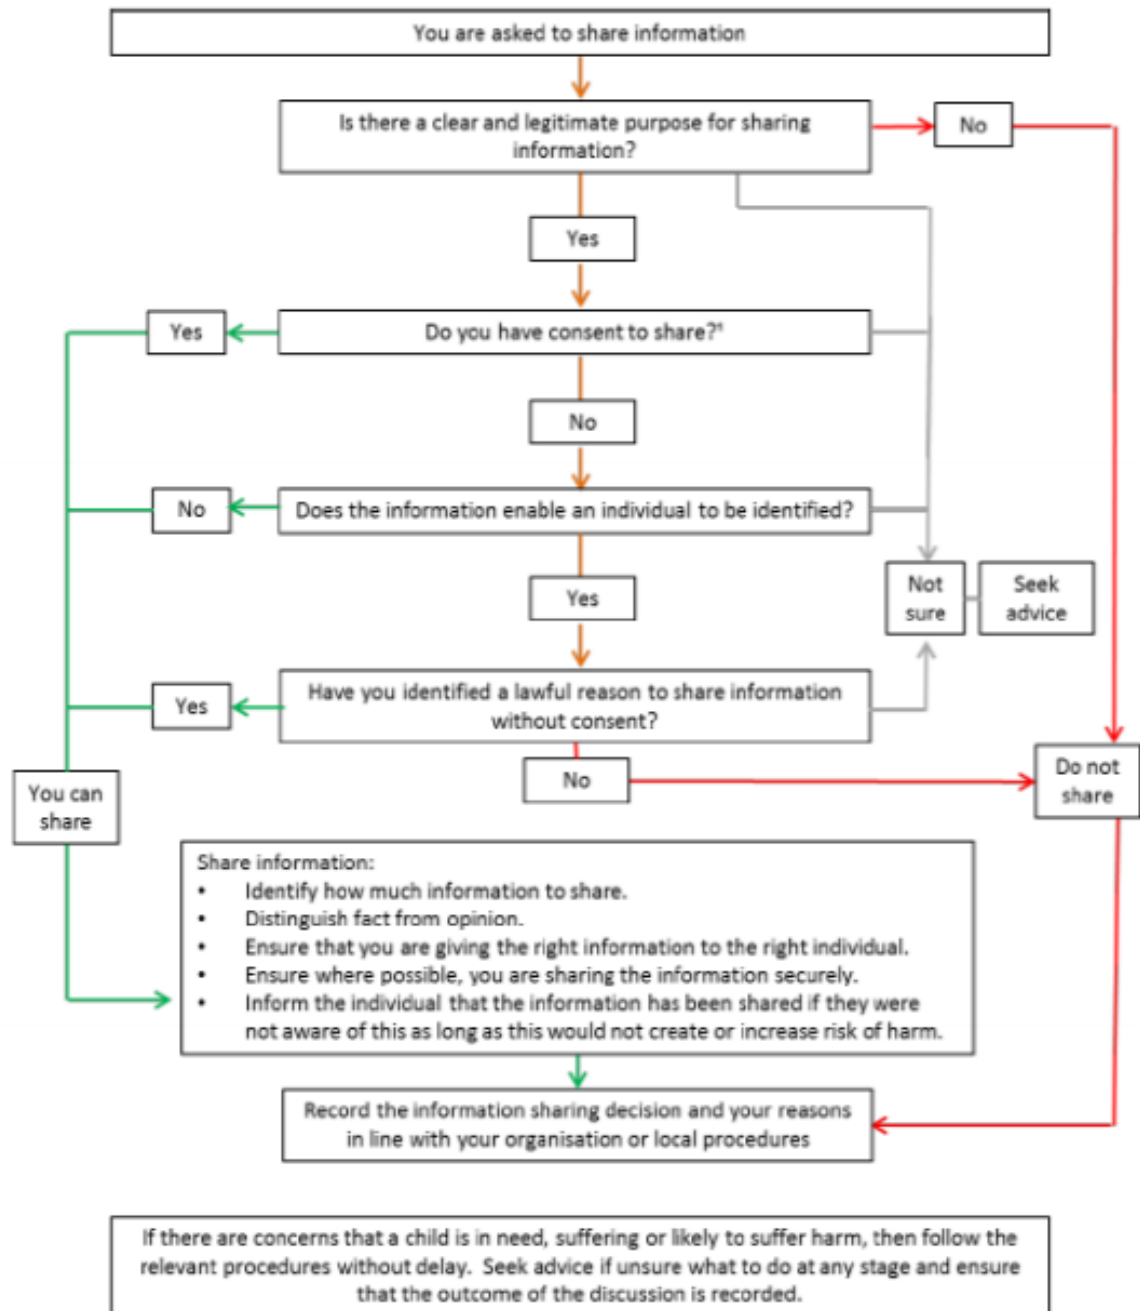 You are asked to share information
Is there a clear and legitimate purpose for sharing
information?
No
Yes
Do you have consent to share?¹
Yes
No
Does the information enable an individual to be identified?
No
Yes
Not
sure
Seek
advice
Have you identified a lawful reason to share information
without consent?
Yes
No
Do not
share
You can
share
Share information:
• Identify how much information to share.
• Distinguish fact from opinion.
• Ensure that you are giving the right information to the right individual.
• Ensure where possible, you are sharing the information securely.
• Inform the individual that the information has been shared if they were
not aware of this as long as this would not create or increase risk of harm.
Record the information sharing decision and your reasons
in line with your organisation or local procedures
If there are concerns that a child is in need, suffering or likely to suffer harm, then follow the
relevant procedures without delay. Seek advice if unsure what to do at any stage and ensure
that the outcome of the discussion is recorded.